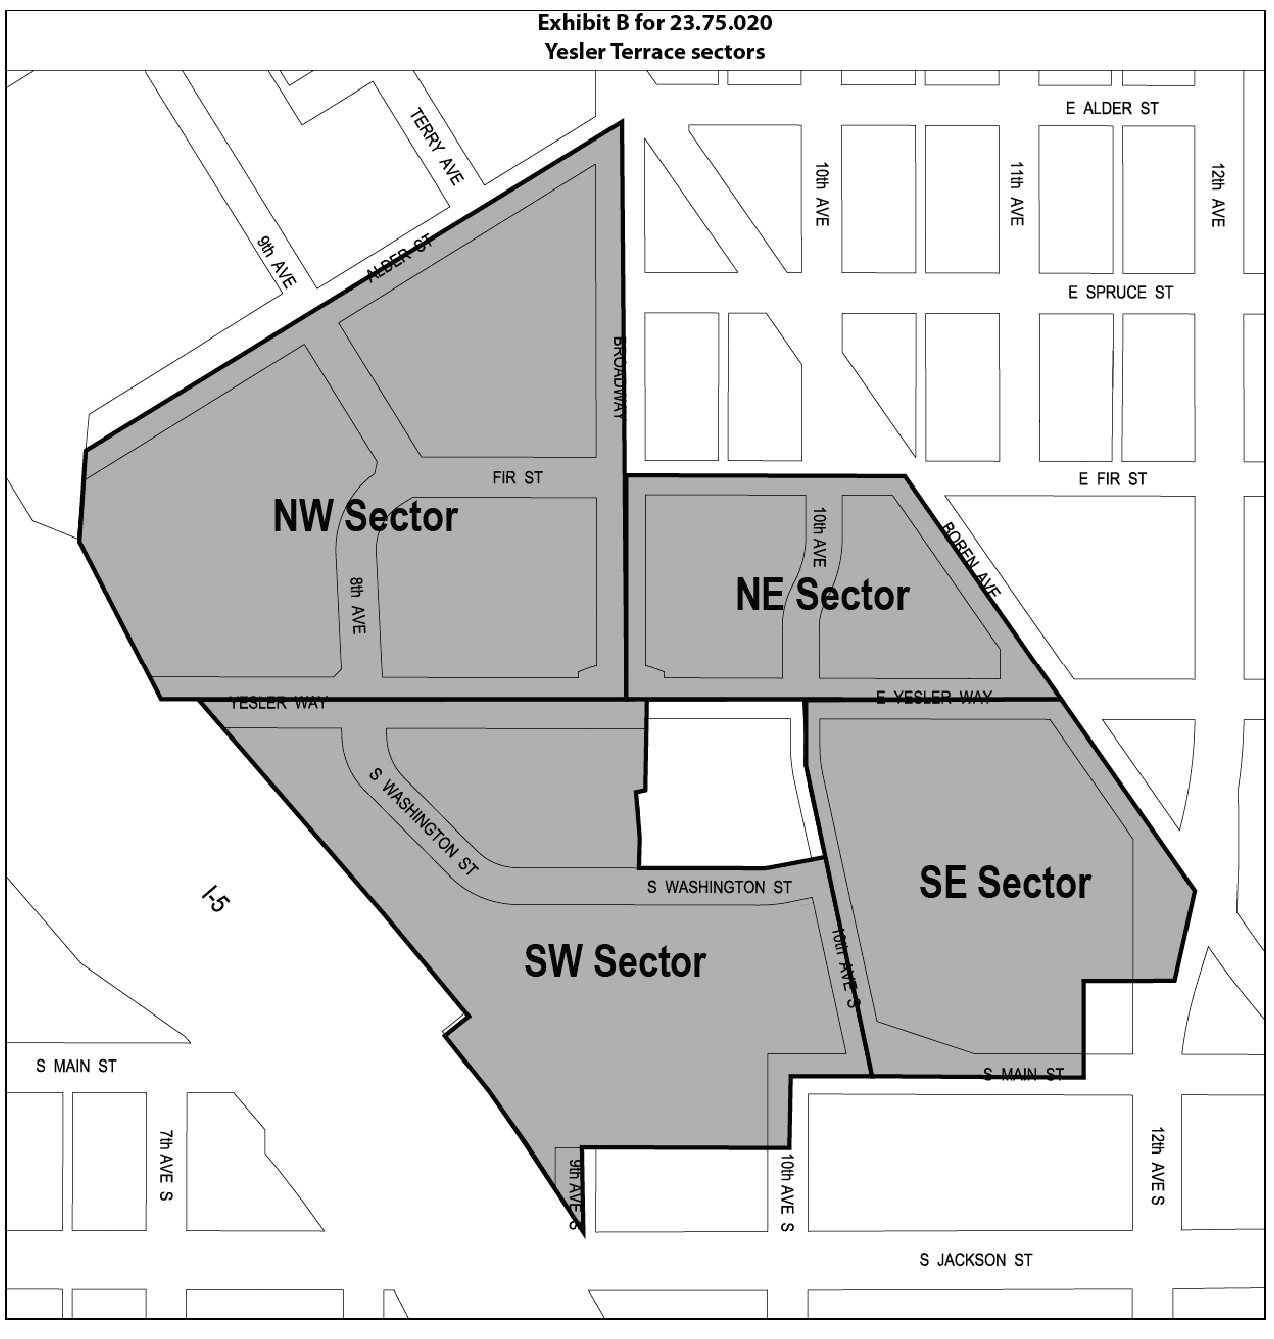 Exhibit B for 23.75.020
Yesler Terrace sectors
E ALDER ST
TERRY AVE
10th AVE
11th AVE
12th AVE
9th AVE
ALDER ST
E SPRUCE ST
BROADWAY
FIR ST
E FIR ST
NW Sector
10th AVE
BOREN AVE
8th AVE
NE Sector
YESLER WAY
E YESLER WAY
S WASHINGTON ST
S WASHINGTON ST
SE Sector
I-5
SW Sector
10th AVE S
S MAIN ST
S MAIN ST
7th AVE S
9th AVE S
10th AVE S
12th AVE S
S JACKSON ST